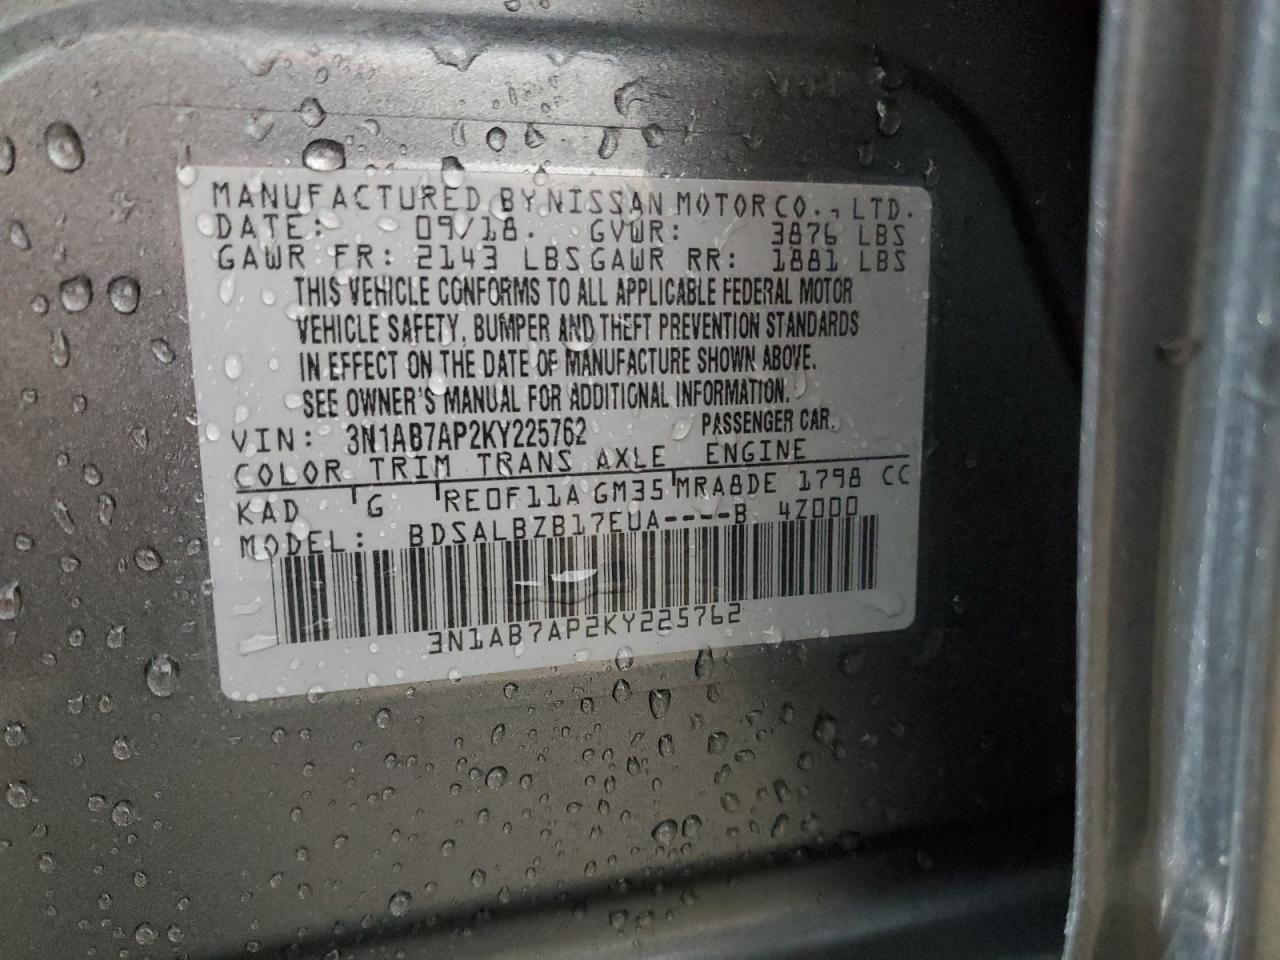 MANUFACTURED BY NISSAN MOTOR CO., LTD.
DATE: 09/18. GVWR: 3876 LBS
GAWR FR: 2143 LBS GAWR RR: 1881 LBS
THIS VEHICLE CONFORMS TO ALL APPLICABLE FEDERAL MOTOR
VEHICLE SAFETY, BUMPER AND THEFT PREVENTION STANDARDS
IN EFFECT ON THE DATE OF MANUFACTURE SHOWN ABOVE.
SEE OWNER'S MANUAL FOR ADDITIONAL INFORMATION.
VIN: 3N1AB7AP2KY225762 PASSENGER CAR.
COLOR TRIM TRANS AXLE ENGINE
KAD G RE0F11A GM35 MRA8DE 1798 CC
MODEL: BDSALBZB17EUA----B 4Z000
3N1AB7AP2KY225762